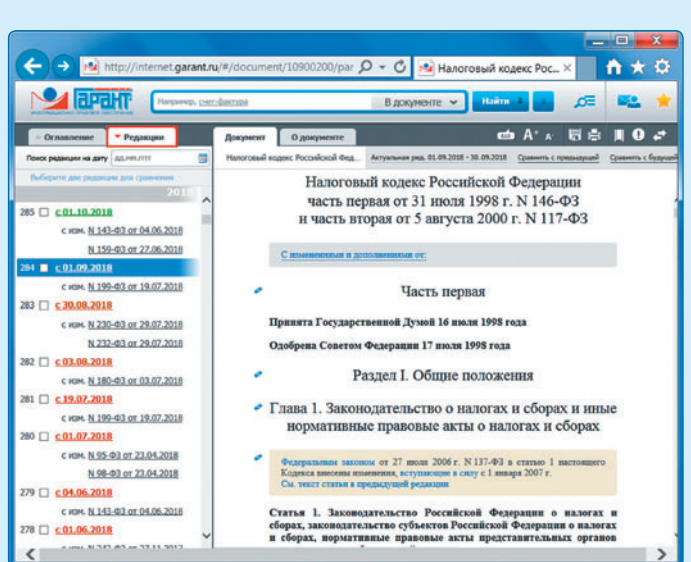 http://internet.garant.ru/#/document/10900200/par
Налоговый кодекс Рос...
ГАРАНТ
ИНФОРМАЦИОННО-ПРАВОВОЕ ОБЕСПЕЧЕНИЕ
Например, счет-фактура
В документе
Найти
Оглавление
Редакции
Документ
О документе
Поиск редакции на дату
дд.мм.гггг
Налоговый кодекс Российской Фед...
Актуальная ред. 01.09.2018 - 30.09.2018
Сравнить с предыдущей
Сравнить с будущей
Выберите две редакции для сравнения
2018
285 с 01.10.2018
с изм. N 143-ФЗ от 04.06.2018
N 159-ФЗ от 27.06.2018
284 с 01.09.2018
с изм. N 199-ФЗ от 19.07.2018
283 с 30.08.2018
с изм. N 230-ФЗ от 29.07.2018
N 232-ФЗ от 29.07.2018
282 с 03.08.2018
с изм. N 180-ФЗ от 03.07.2018
281 с 19.07.2018
с изм. N 199-ФЗ от 19.07.2018
280 с 01.07.2018
с изм. N 95-ФЗ от 23.04.2018
N 98-ФЗ от 23.04.2018
279 с 04.06.2018
с изм. N 143-ФЗ от 04.06.2018
278 с 01.06.2018
Налоговый кодекс Российской Федерации
часть первая от 31 июля 1998 г. N 146-ФЗ
и часть вторая от 5 августа 2000 г. N 117-ФЗ
С изменениями и дополнениями от:
Часть первая
Принята Государственной Думой 16 июля 1998 года
Одобрена Советом Федерации 17 июля 1998 года
Раздел I. Общие положения
Глава 1. Законодательство о налогах и сборах и иные
нормативные правовые акты о налогах и сборах
Федеральным законом от 27 июля 2006 г. N 137-ФЗ в статью 1 настоящего
Кодекса внесены изменения, вступающие в силу с 1 января 2007 г.
См. текст статьи в предыдущей редакции
Статья 1. Законодательство Российской Федерации о налогах и
сборах, законодательство субъектов Российской Федерации о налогах
и сборах, нормативные правовые акты представительных органов